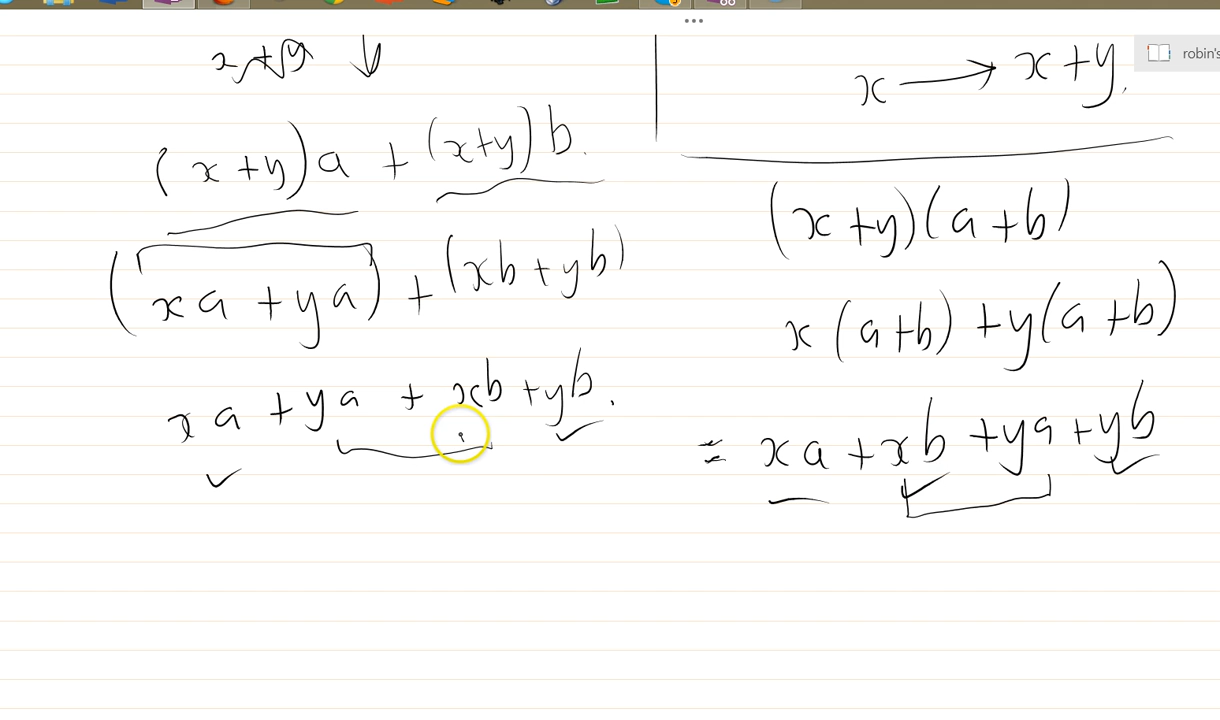 x+y ↓
(x+y)a + (x+y)b.
(xa + ya) + (xb + yb)
xa + ya + xb + yb.
x → x+y,
robin's
(x+y)(a+b)
x(a+b) + y(a+b)
= xa + xb + ya + yb